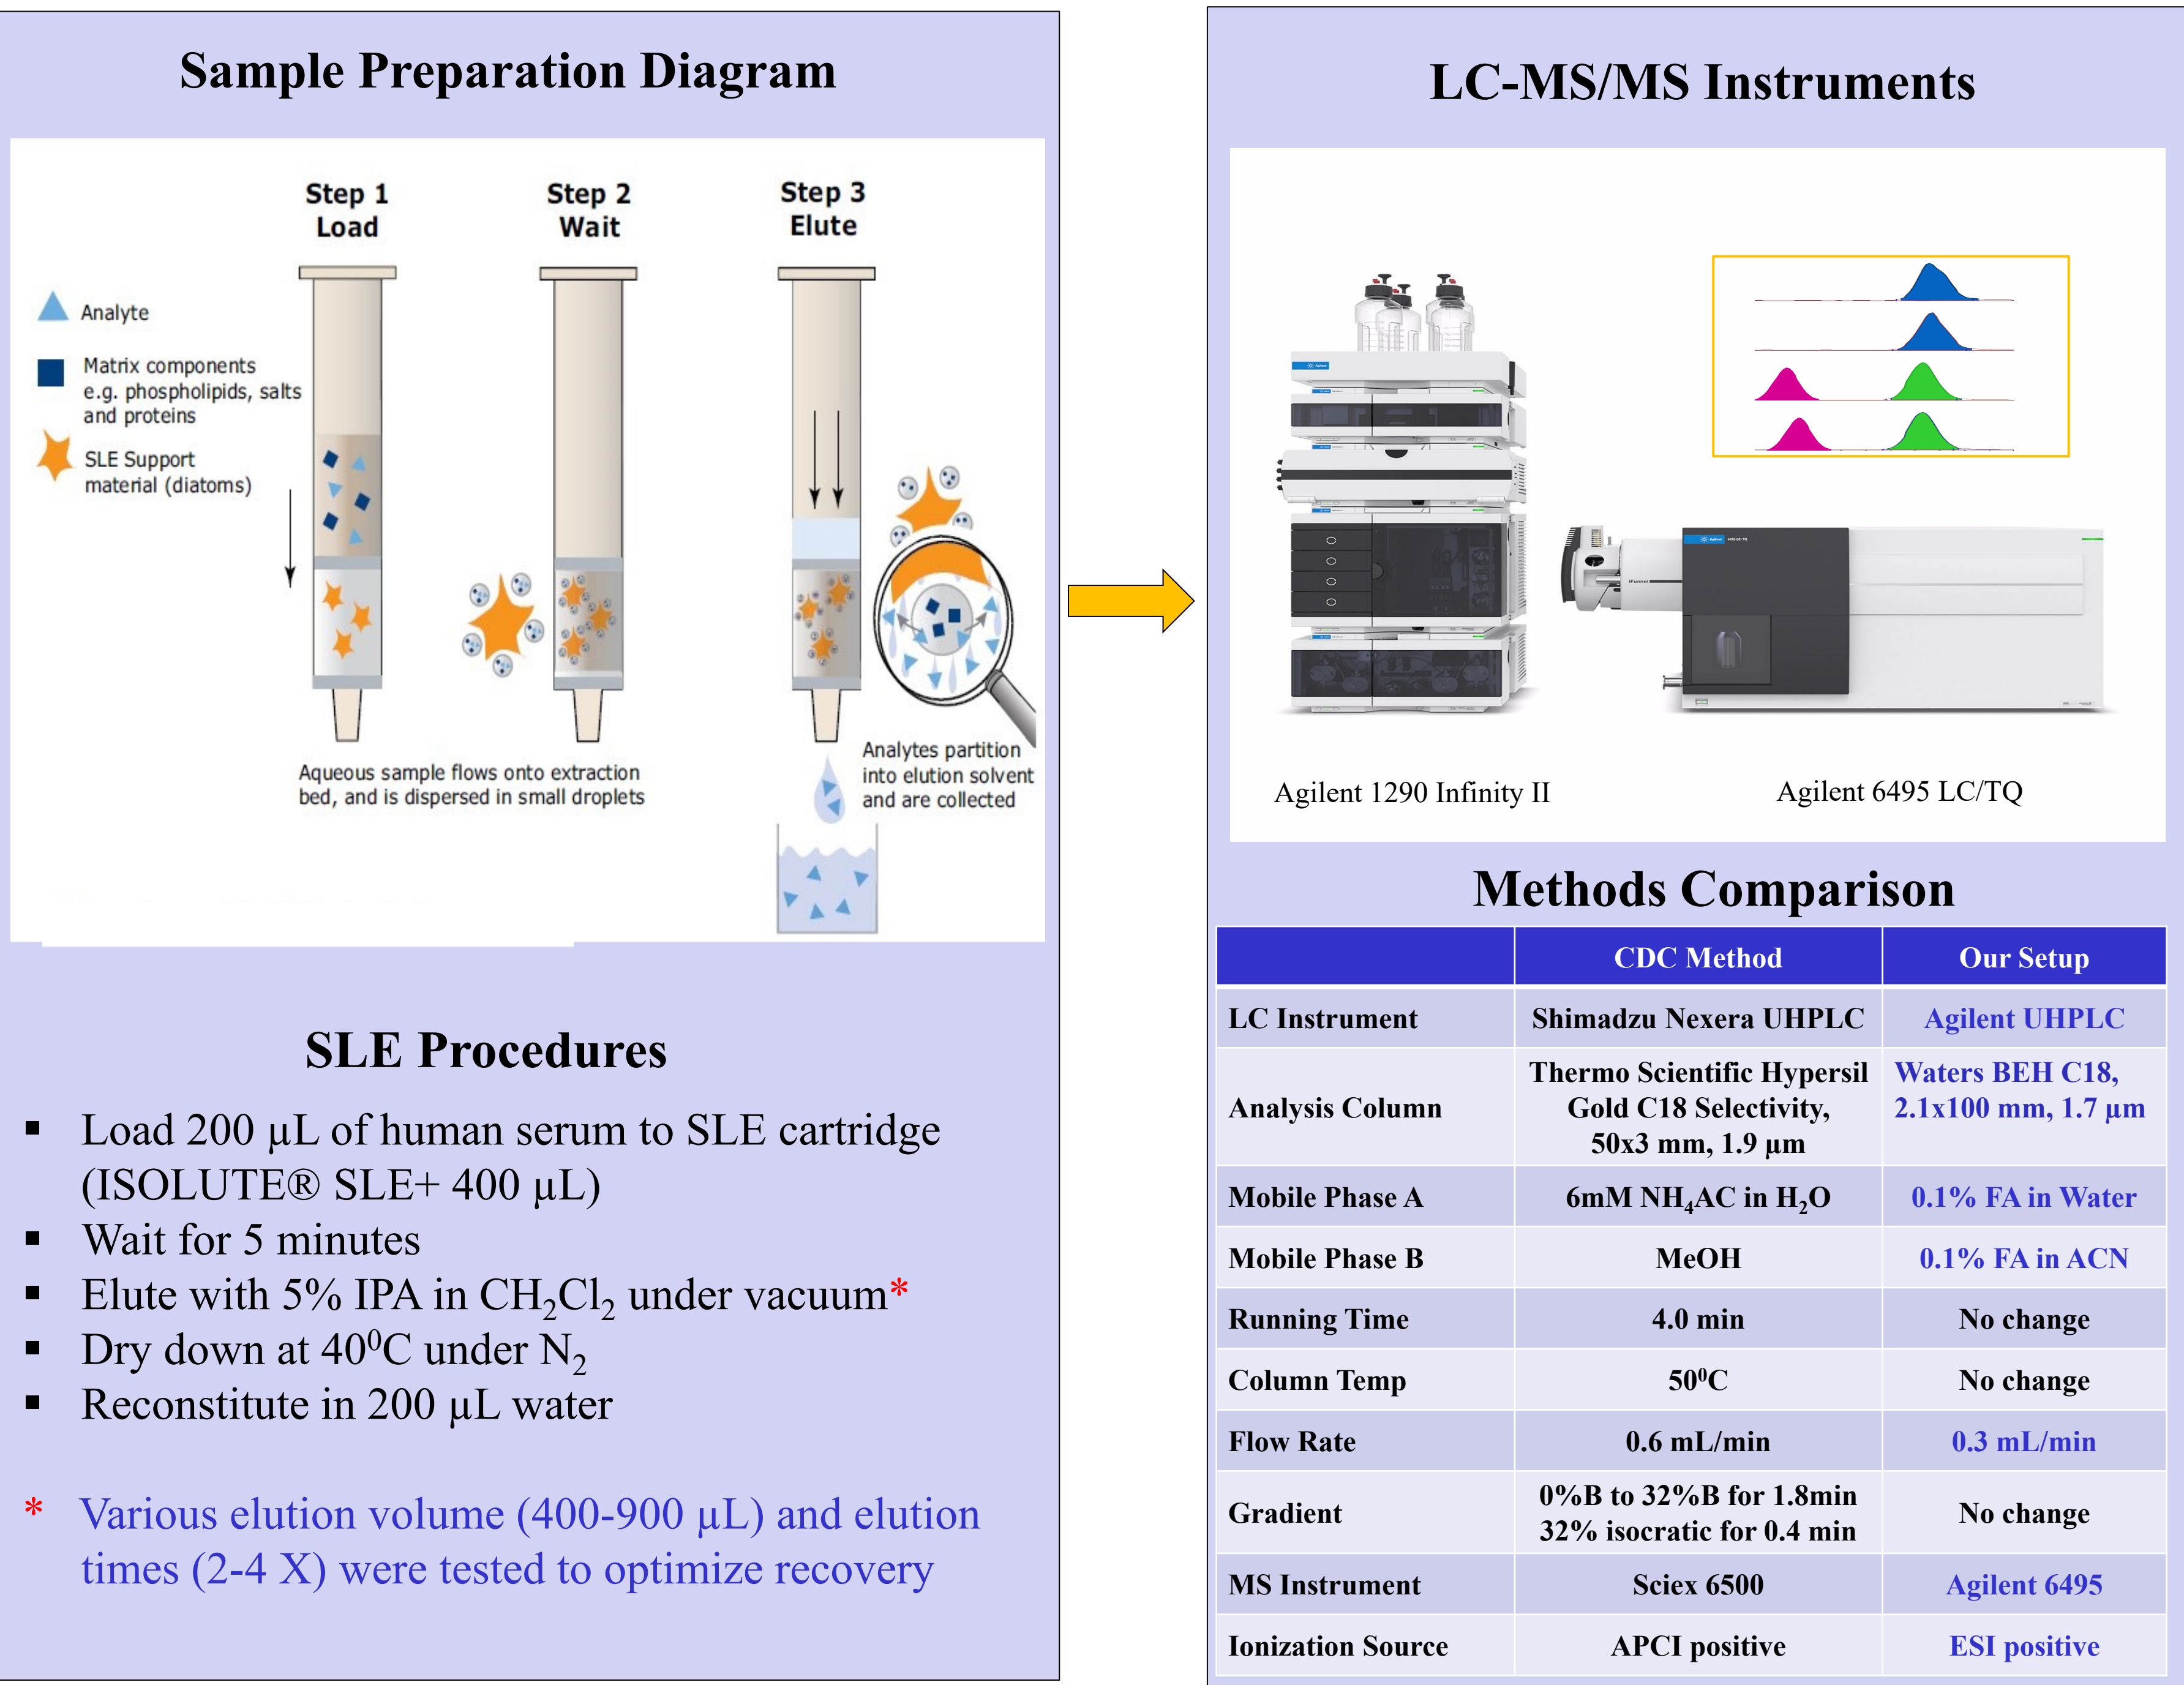 Sample Preparation Diagram
Step 1
Load
Step 2
Wait
Step 3
Elute
Analyte
Matrix components
e.g. phospholipids, salts
and proteins
SLE Support
material (diatoms)
Aqueous sample flows onto extraction
bed, and is dispersed in small droplets
Analytes partition
into elution solvent
and are collected
SLE Procedures
▪ Load 200 µL of human serum to SLE cartridge
(ISOLUTE® SLE+ 400 µL)
▪ Wait for 5 minutes
▪ Elute with 5% IPA in CH₂Cl₂ under vacuum*
▪ Dry down at 40⁰C under N₂
▪ Reconstitute in 200 µL water
* Various elution volume (400-900 µL) and elution
times (2-4 X) were tested to optimize recovery
LC-MS/MS Instruments
Agilent
Agilent
iFunnel
Agilent 1290 Infinity II
Agilent 6495 LC/TQ
Methods Comparison
CDC Method
Our Setup
LC Instrument
Shimadzu Nexera UHPLC
Agilent UHPLC
Analysis Column
Thermo Scientific Hypersil
Gold C18 Selectivity,
50x3 mm, 1.9 µm
Waters BEH C18,
2.1x100 mm, 1.7 µm
Mobile Phase A
6mM NH₄AC in H₂O
0.1% FA in Water
Mobile Phase B
MeOH
0.1% FA in ACN
Running Time
4.0 min
No change
Column Temp
50⁰C
No change
Flow Rate
0.6 mL/min
0.3 mL/min
Gradient
0%B to 32%B for 1.8min
32% isocratic for 0.4 min
No change
MS Instrument
Sciex 6500
Agilent 6495
Ionization Source
APCI positive
ESI positive